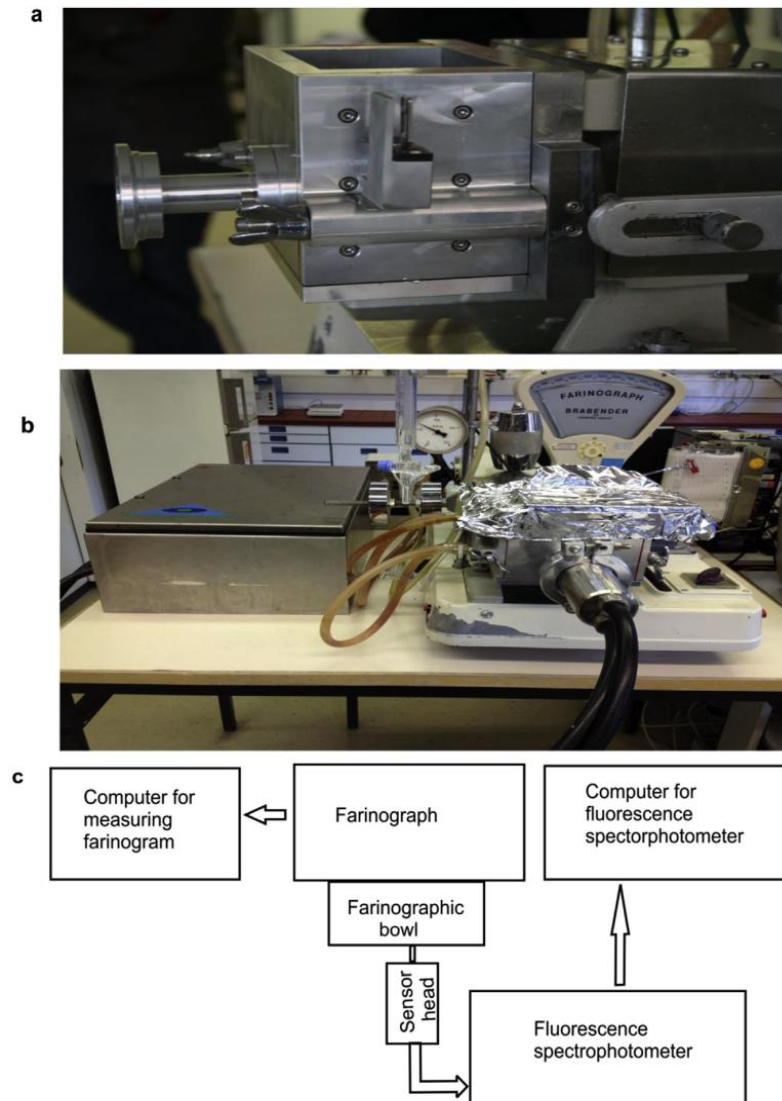 a
FARINOGRAPH
BRABENDER
b
c
Computer for
measuring
farinogram
Farinograph
Computer for
fluorescence
spectorphotometer
Farinographic
bowl
Sensor
head
Fluorescence
spectrophotometer